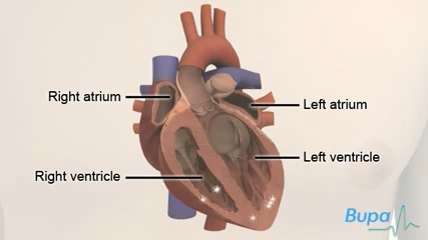 Right atrium
Left atrium
Left ventricle
Right ventricle
Bupa